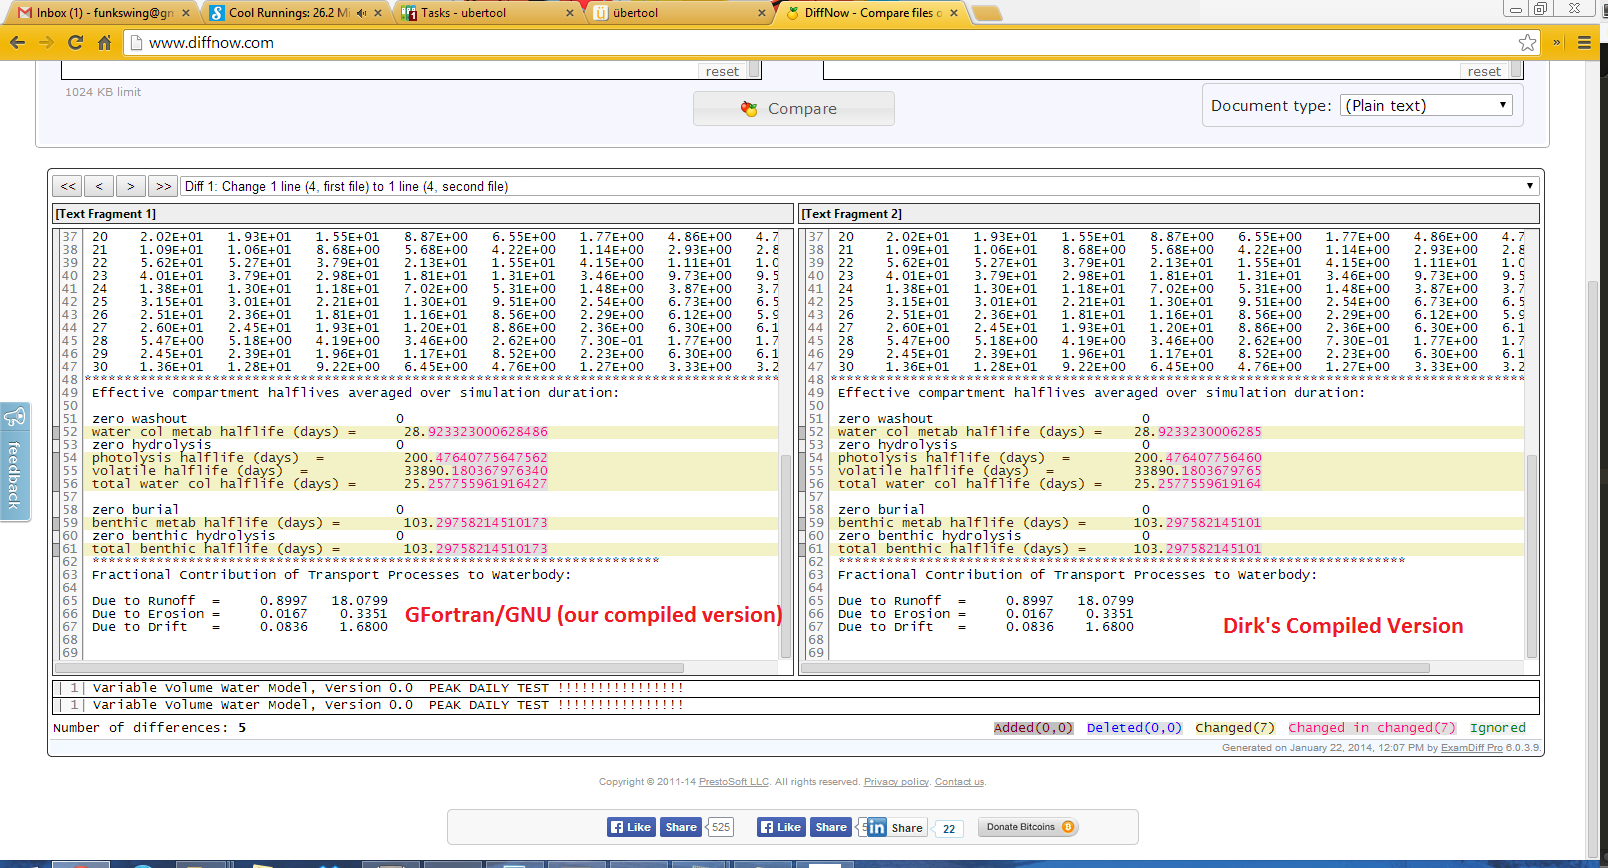 Inbox (1) - funkswing@gn
Cool Runnings: 26.2 Mi
Tasks - ubertool
übertool
DiffNow - Compare files o
www.diffnow.com
reset
reset
1024 KB limit
Compare
Document type: (Plain text)
<< < > >> Diff 1: Change 1 line (4, first file) to 1 line (4, second file)
[Text Fragment 1]
37 20 2.02E+01 1.93E+01 1.55E+01 8.87E+00 6.55E+00 1.77E+00 4.86E+00 4.7
38 21 1.09E+01 1.06E+01 8.68E+00 5.68E+00 4.22E+00 1.14E+00 2.93E+00 2.8
39 22 5.62E+01 5.27E+01 3.79E+01 2.13E+01 1.55E+01 4.15E+00 1.11E+01 1.0
40 23 4.01E+01 3.79E+01 2.98E+01 1.81E+01 1.31E+01 3.46E+00 9.73E+00 9.5
41 24 1.38E+01 1.30E+01 1.18E+01 7.02E+00 5.31E+00 1.48E+00 3.87E+00 3.7
42 25 3.15E+01 3.01E+01 2.21E+01 1.30E+01 9.51E+00 2.54E+00 6.73E+00 6.5
43 26 2.51E+01 2.36E+01 1.81E+01 1.16E+01 8.56E+00 2.29E+00 6.12E+00 5.9
44 27 2.60E+01 2.45E+01 1.93E+01 1.20E+01 8.86E+00 2.36E+00 6.30E+00 6.1
45 28 5.47E+00 5.18E+00 4.19E+00 3.46E+00 2.62E+00 7.30E-01 1.77E+00 1.7
46 29 2.45E+01 2.39E+01 1.96E+01 1.17E+01 8.52E+00 2.23E+00 6.30E+00 6.1
47 30 1.36E+01 1.28E+01 9.22E+00 6.45E+00 4.76E+00 1.27E+00 3.33E+00 3.2
48 ***************************************************************************************
49 Effective compartment halflives averaged over simulation duration:
50
51 zero washout 0
52 water col metab halflife (days) = 28.923323000628486
53 zero hydrolysis 0
54 photolysis halflife (days) = 200.47640775647562
55 volatile halflife (days) = 33890.180367976340
56 total water col halflife (days) = 25.257755961916427
57
58 zero burial 0
59 benthic metab halflife (days) = 103.29758214510173
60 zero benthic hydrolysis 0
61 total benthic halflife (days) = 103.29758214510173
62 ***********************************************************************
63 Fractional Contribution of Transport Processes to Waterbody:
64
65 Due to Runoff = 0.8997 18.0799
66 Due to Erosion = 0.0167 0.3351
67 Due to Drift = 0.0836 1.6800
68
69
GFortran/GNU (our compiled version)
[Text Fragment 2]
37 20 2.02E+01 1.93E+01 1.55E+01 8.87E+00 6.55E+00 1.77E+00 4.86E+00 4.7
38 21 1.09E+01 1.06E+01 8.68E+00 5.68E+00 4.22E+00 1.14E+00 2.93E+00 2.8
39 22 5.62E+01 5.27E+01 3.79E+01 2.13E+01 1.55E+01 4.15E+00 1.11E+01 1.0
40 23 4.01E+01 3.79E+01 2.98E+01 1.81E+01 1.31E+01 3.46E+00 9.73E+00 9.5
41 24 1.38E+01 1.30E+01 1.18E+01 7.02E+00 5.31E+00 1.48E+00 3.87E+00 3.7
42 25 3.15E+01 3.01E+01 2.21E+01 1.30E+01 9.51E+00 2.54E+00 6.73E+00 6.5
43 26 2.51E+01 2.36E+01 1.81E+01 1.16E+01 8.56E+00 2.29E+00 6.12E+00 5.9
44 27 2.60E+01 2.45E+01 1.93E+01 1.20E+01 8.86E+00 2.36E+00 6.30E+00 6.1
45 28 5.47E+00 5.18E+00 4.19E+00 3.46E+00 2.62E+00 7.30E-01 1.77E+00 1.7
46 29 2.45E+01 2.39E+01 1.96E+01 1.17E+01 8.52E+00 2.23E+00 6.30E+00 6.1
47 30 1.36E+01 1.28E+01 9.22E+00 6.45E+00 4.76E+00 1.27E+00 3.33E+00 3.2
48 ***************************************************************************************
49 Effective compartment halflives averaged over simulation duration:
50
51 zero washout 0
52 water col metab halflife (days) = 28.9233230006285
53 zero hydrolysis 0
54 photolysis halflife (days) = 200.476407756460
55 volatile halflife (days) = 33890.1803679765
56 total water col halflife (days) = 25.2577559619164
57
58 zero burial 0
59 benthic metab halflife (days) = 103.297582145101
60 zero benthic hydrolysis 0
61 total benthic halflife (days) = 103.297582145101
62 ***********************************************************************
63 Fractional Contribution of Transport Processes to Waterbody:
64
65 Due to Runoff = 0.8997 18.0799
66 Due to Erosion = 0.0167 0.3351
67 Due to Drift = 0.0836 1.6800
68
69
Dirk's Compiled Version
feedback
| 1| Variable Volume Water Model, Version 0.0 PEAK DAILY TEST !!!!!!!!!!!!!!!!
| 1| Variable Volume Water Model, Version 0.0 PEAK DAILY TEST !!!!!!!!!!!!!!!!
Number of differences: 5
Added(0,0) Deleted(0,0) Changed(7) Changed in changed(7) Ignored
Generated on January 22, 2014, 12:07 PM by ExamDiff Pro 6.0.3.9.
Copyright © 2011-14 PrestoSoft LLC. All rights reserved. Privacy policy. Contact us.
Like Share 525 Like Share 5 in Share 22 Donate Bitcoins